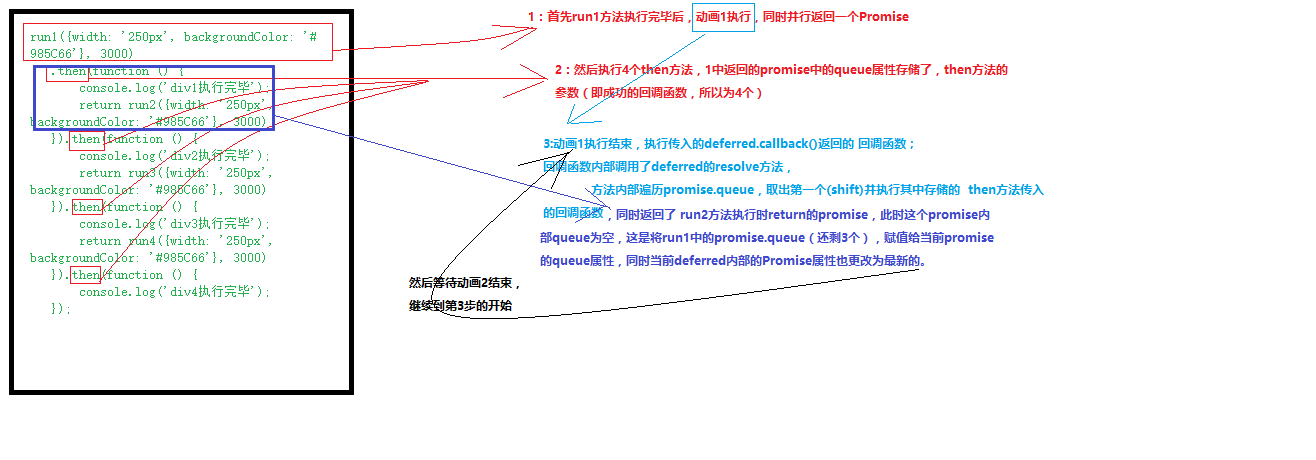 run1({width: '250px', backgroundColor: '#
985C66'}, 3000)
.then(function () {
console.log('div1执行完毕');
return run2({width: '250px',
backgroundColor: '#985C66'}, 3000)
}).then(function () {
console.log('div2执行完毕');
return run3({width: '250px',
backgroundColor: '#985C66'}, 3000)
}).then(function () {
console.log('div3执行完毕');
return run4({width: '250px',
backgroundColor: '#985C66'}, 3000)
}).then(function () {
console.log('div4执行完毕');
});
1：首先run1方法执行完毕后，动画1执行，同时并行返回一个Promise
2：然后执行4个then方法，1中返回的promise中的queue属性存储了，then方法的
参数（即成功的回调函数，所以为4个）
3:动画1执行结束，执行传入的deferred.callback()返回的 回调函数；
回调函数内部调用了deferred的resolve方法，
方法内部遍历promise.queue，取出第一个(shift)并执行其中存储的 then方法传入
的回调函数，同时返回了 run2方法执行时return的promise，此时这个promise内
部queue为空，这是将run1中的promise.queue（还剩3个），赋值给当前promise
的queue属性，同时当前deferred内部的Promise属性也更改为最新的。
然后等待动画2结束，
继续到第3步的开始